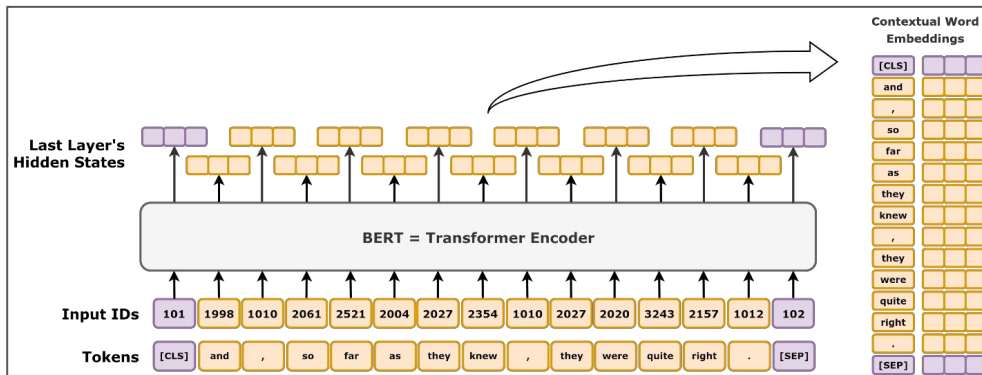 Contextual Word
Embeddings
[CLS]
and
,
so
far
as
they
knew
,
they
were
quite
right
.
[SEP]
Last Layer's
Hidden States
BERT = Transformer Encoder
Input IDs 101 1998 1010 2061 2521 2004 2027 2354 1010 2027 2020 3243 2157 1012 102
Tokens [CLS] and , so far as they knew , they were quite right . [SEP]